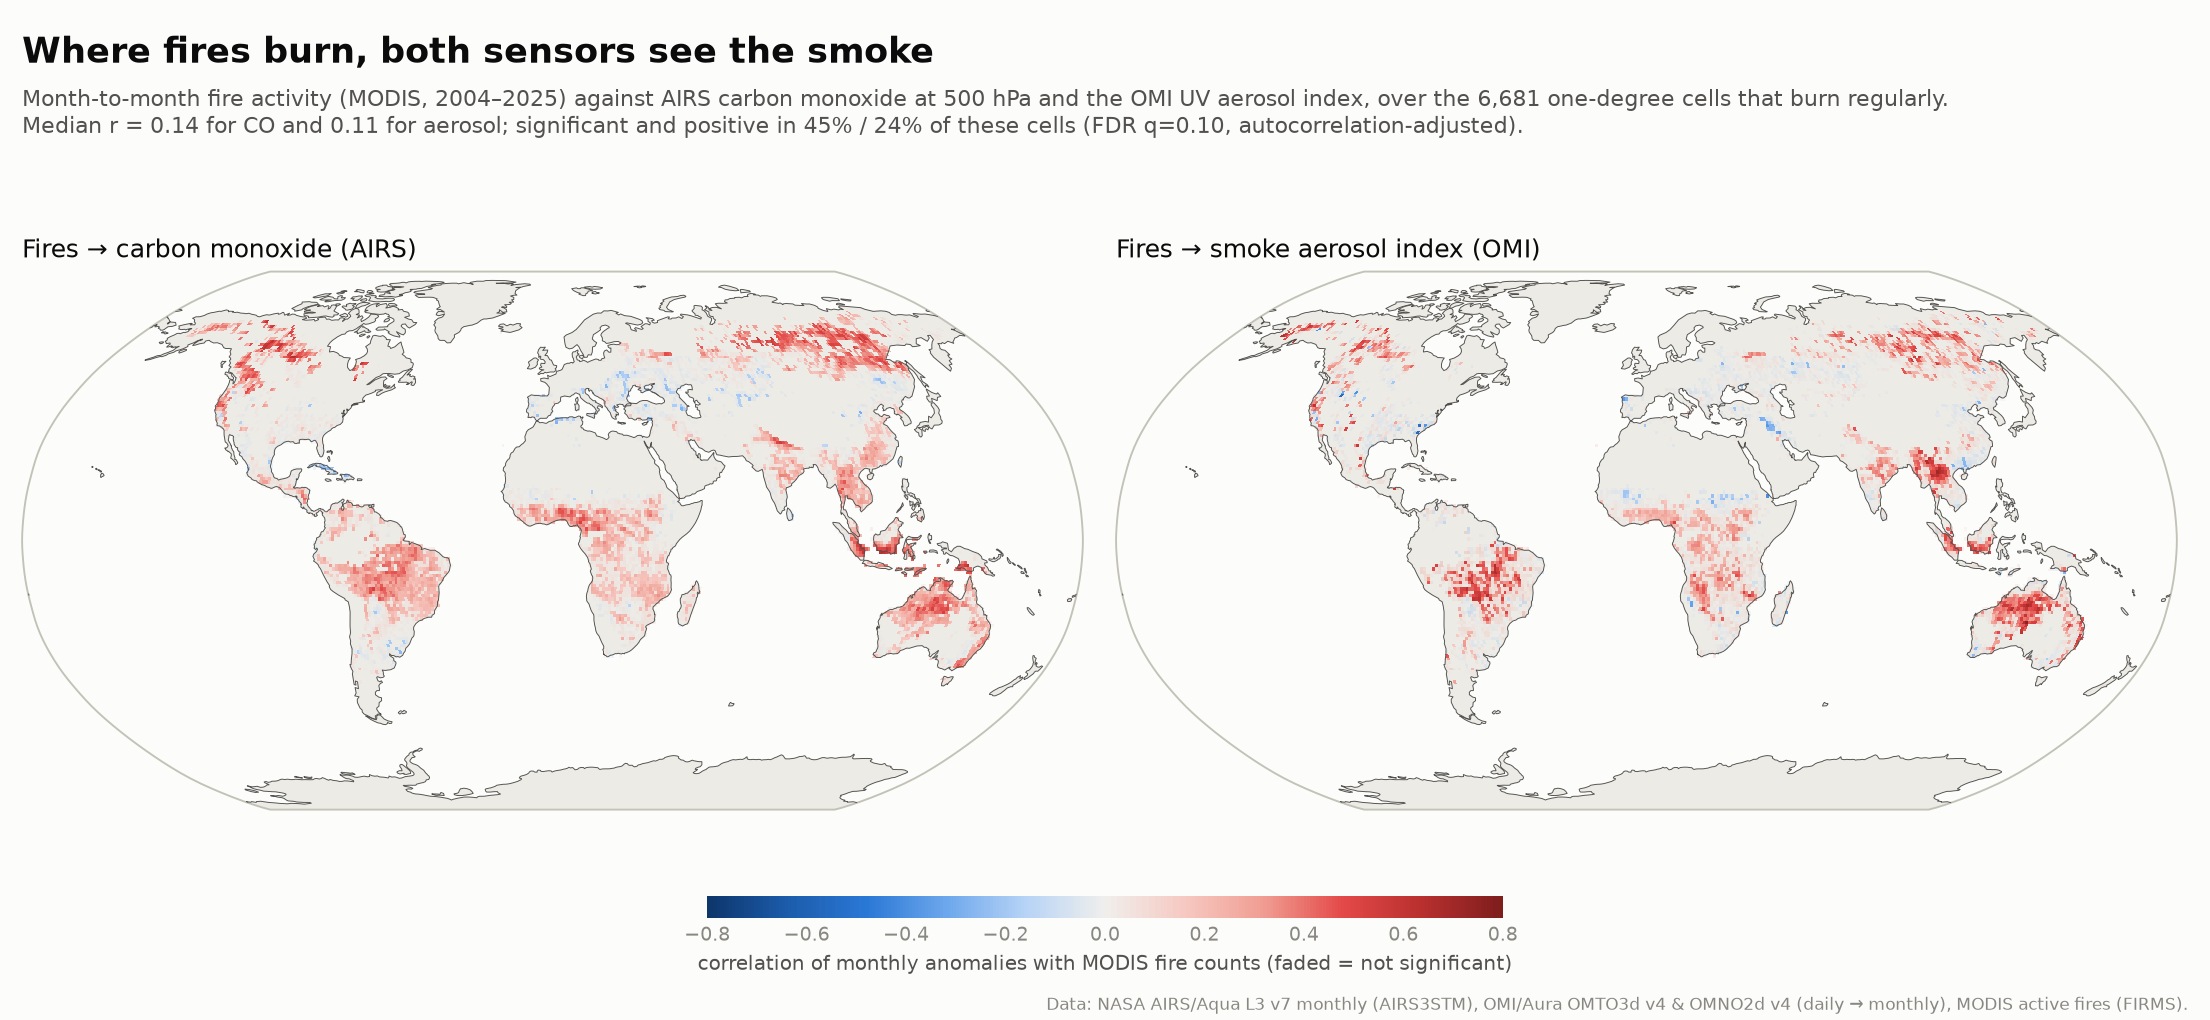 Where fires burn, both sensors see the smoke
Month-to-month fire activity (MODIS, 2004–2025) against AIRS carbon monoxide at 500 hPa and the OMI UV aerosol index, over the 6,681 one-degree cells that burn regularly.
Median r = 0.14 for CO and 0.11 for aerosol; significant and positive in 45% / 24% of these cells (FDR q=0.10, autocorrelation-adjusted).
Fires → carbon monoxide (AIRS)
Fires → smoke aerosol index (OMI)
−0.8 −0.6 −0.4 −0.2 0.0 0.2 0.4 0.6 0.8
correlation of monthly anomalies with MODIS fire counts (faded = not significant)
Data: NASA AIRS/Aqua L3 v7 monthly (AIRS3STM), OMI/Aura OMTO3d v4 & OMNO2d v4 (daily → monthly), MODIS active fires (FIRMS).